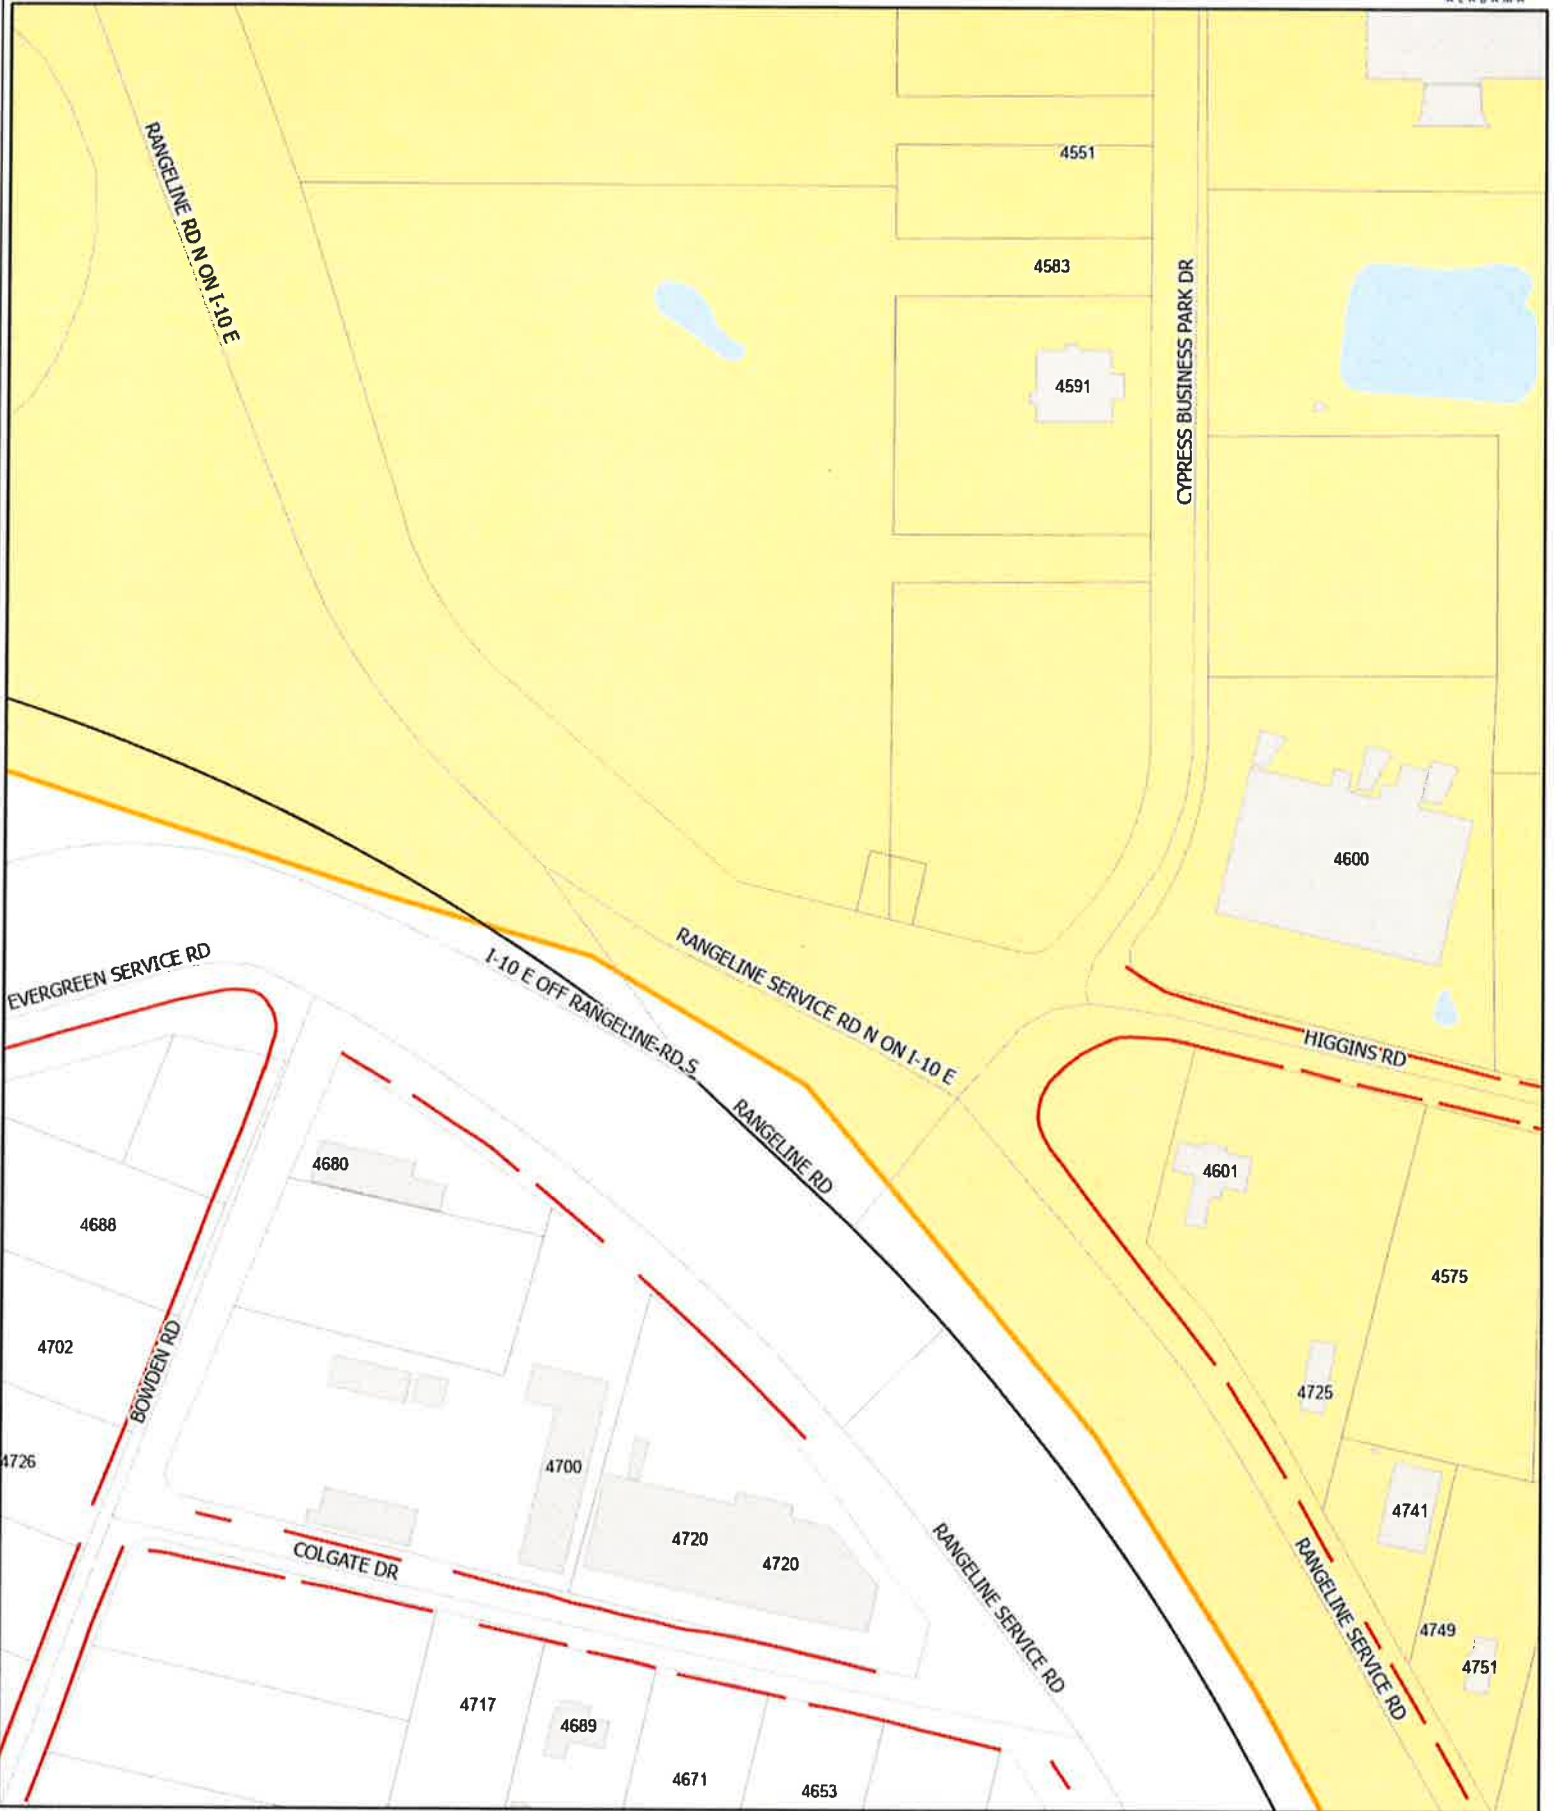 ALABAMA
RANGELINE RD N ON I-10 E
4551
4583
CYPRESS BUSINESS PARK DR
4591
4600
EVERGREEN SERVICE RD
I-10 E OFF RANGELINE RD S
RANGELINE SERVICE RD N ON I-10 E
HIGGINS RD
RANGELINE RD
4680
4601
4688
4575
4702
BOWDEN RD
4725
4726
4700
4741
4720
4720
COLGATE DR
RANGELINE SERVICE RD
RANGELINE SERVICE RD
4749
4751
4717
4689
4671
4653